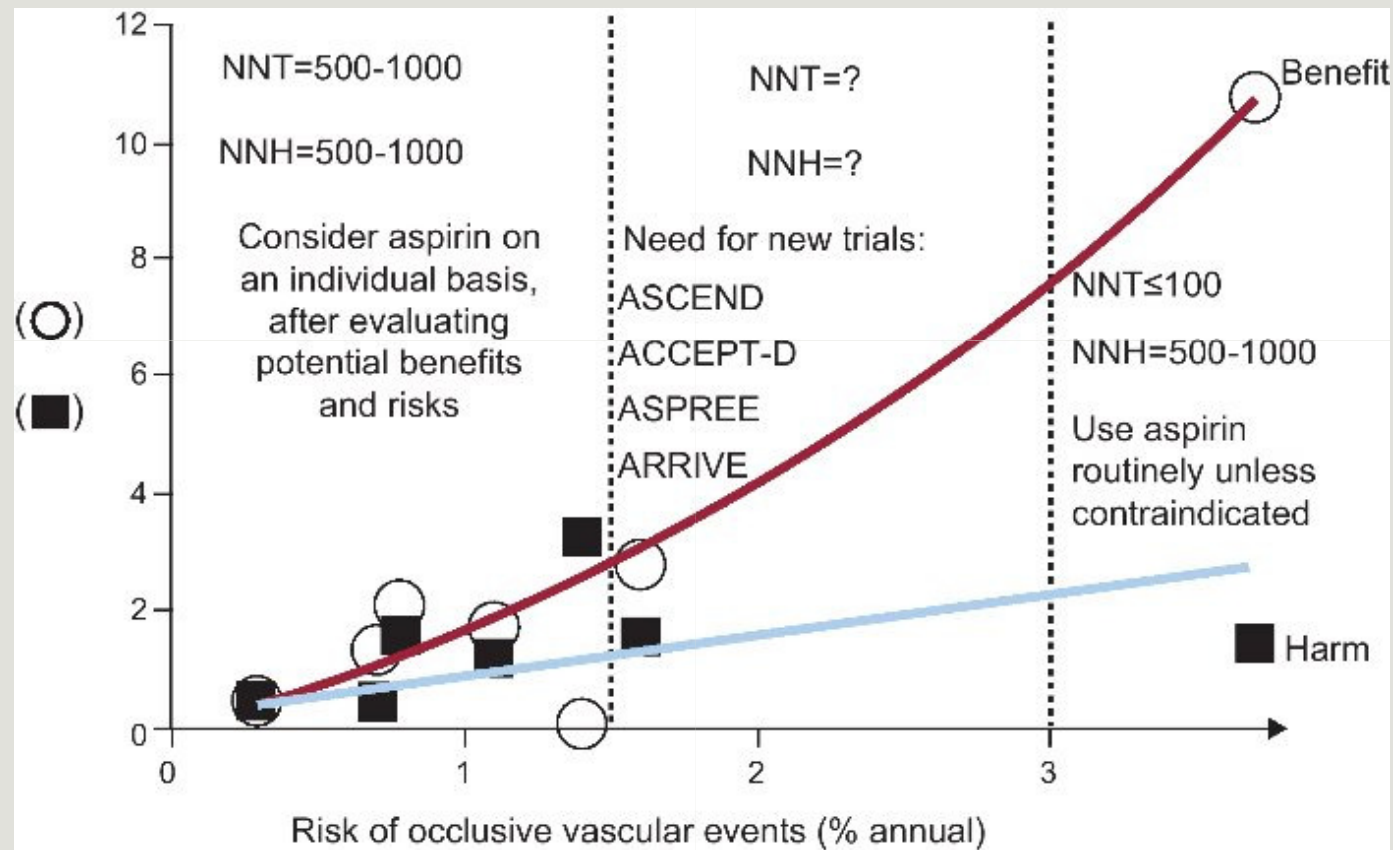 12
10
8
6
4
2
0
0
1
2
3
NNT=500-1000
NNH=500-1000
Consider aspirin on
an individual basis,
after evaluating
potential benefits
and risks
NNT=?
NNH=?
Need for new trials:
ASCEND
ACCEPT-D
ASPREE
ARRIVE
Benefit
NNT≤100
NNH=500-1000
Use aspirin
routinely unless
contraindicated
Harm
Risk of occlusive vascular events (% annual)